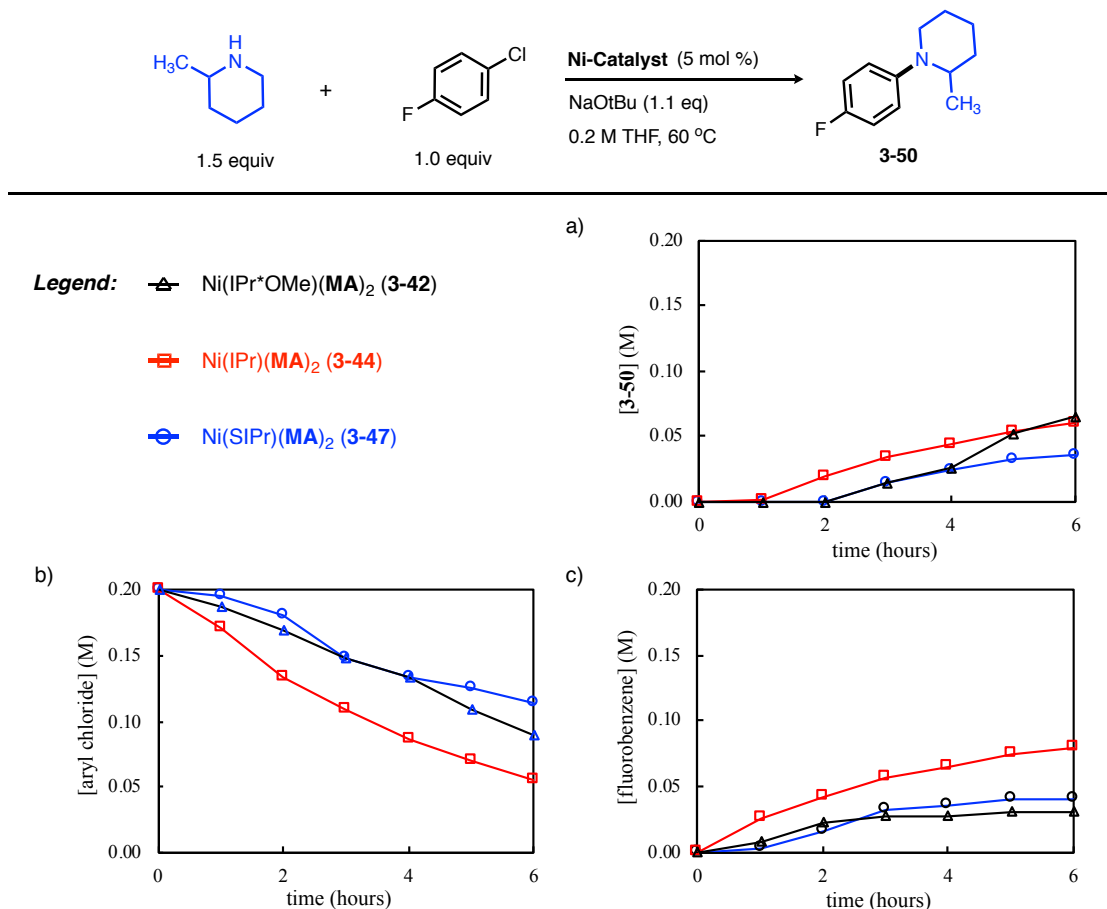 H
N
H3C
+
Cl
F
Ni-Catalyst (5 mol %)
NaOtBu (1.1 eq)
0.2 M THF, 60 oC
N
CH3
F
1.5 equiv
1.0 equiv
3-50
Legend:
Ni(IPr*OMe)(MA)2 (3-42)
Ni(IPr)(MA)2 (3-44)
Ni(SIPr)(MA)2 (3-47)
a)
[3-50] (M)
0.20
0.15
0.10
0.05
0.00
0 2 4 6
time (hours)
b)
[aryl chloride] (M)
0.20
0.15
0.10
0.05
0.00
0 2 4 6
time (hours)
c)
[fluorobenzene] (M)
0.20
0.15
0.10
0.05
0.00
0 2 4 6
time (hours)